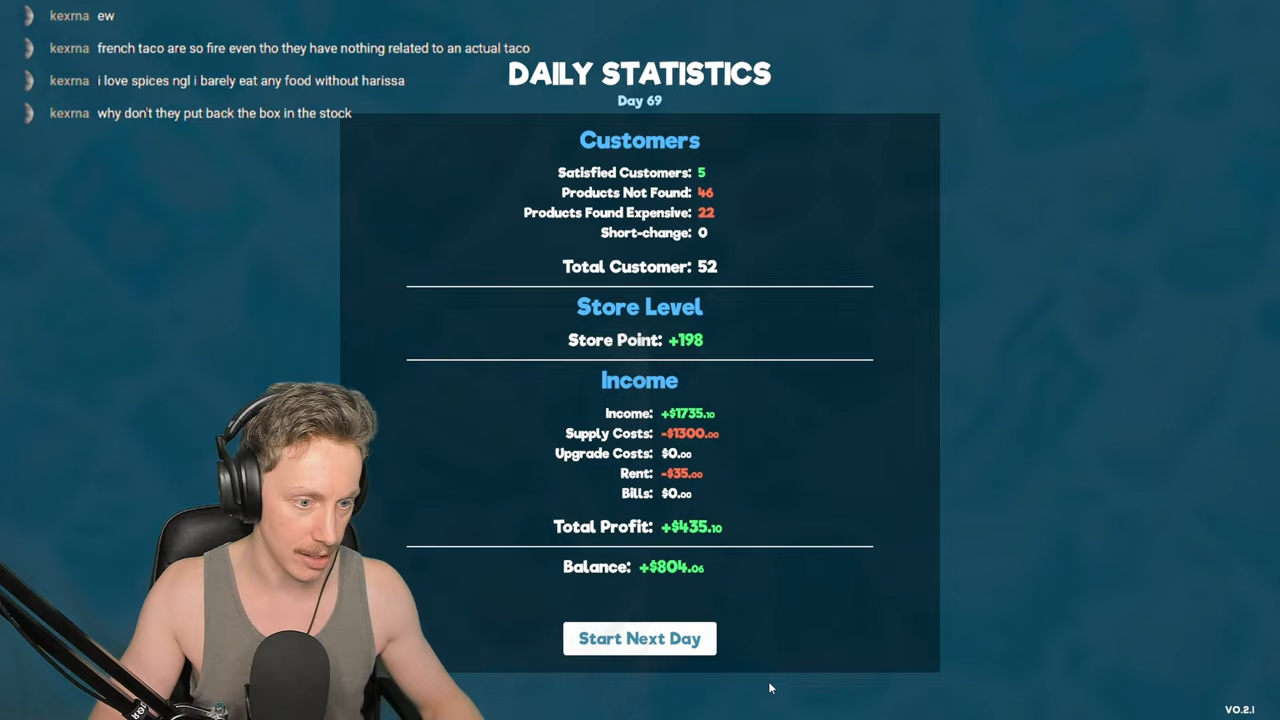 kexrna ew
kexrna french taco are so fire even tho they have nothing related to an actual taco
kexrna i love spices ngl i barely eat any food without harissa
kexrna why don't they put back the box in the stock
DAILY STATISTICS
Day 69
Customers
Satisfied Customers: 5
Products Not Found: 46
Products Found Expensive: 22
Short-change: 0
Total Customer: 52
Store Level
Store Point: +198
Income
Income: +$1735.10
Supply Costs: -$1300.00
Upgrade Costs: $0.00
Rent: -$35.00
Bills: $0.00
Total Profit: +$435.10
Balance: +$804.06
Start Next Day
V0.2.1